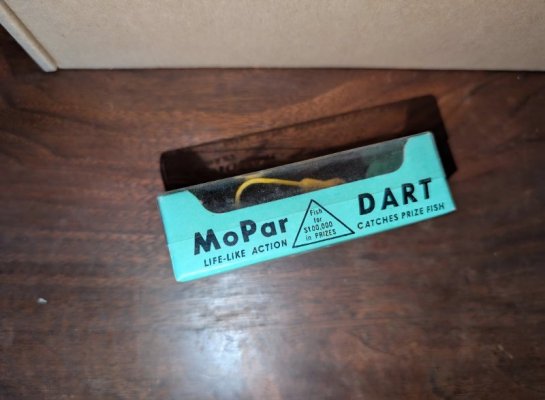 MoPar DART
LIFE-LIKE ACTION
Fish
for
$100,000
in PRIZES
CATCHES PRIZE FISH